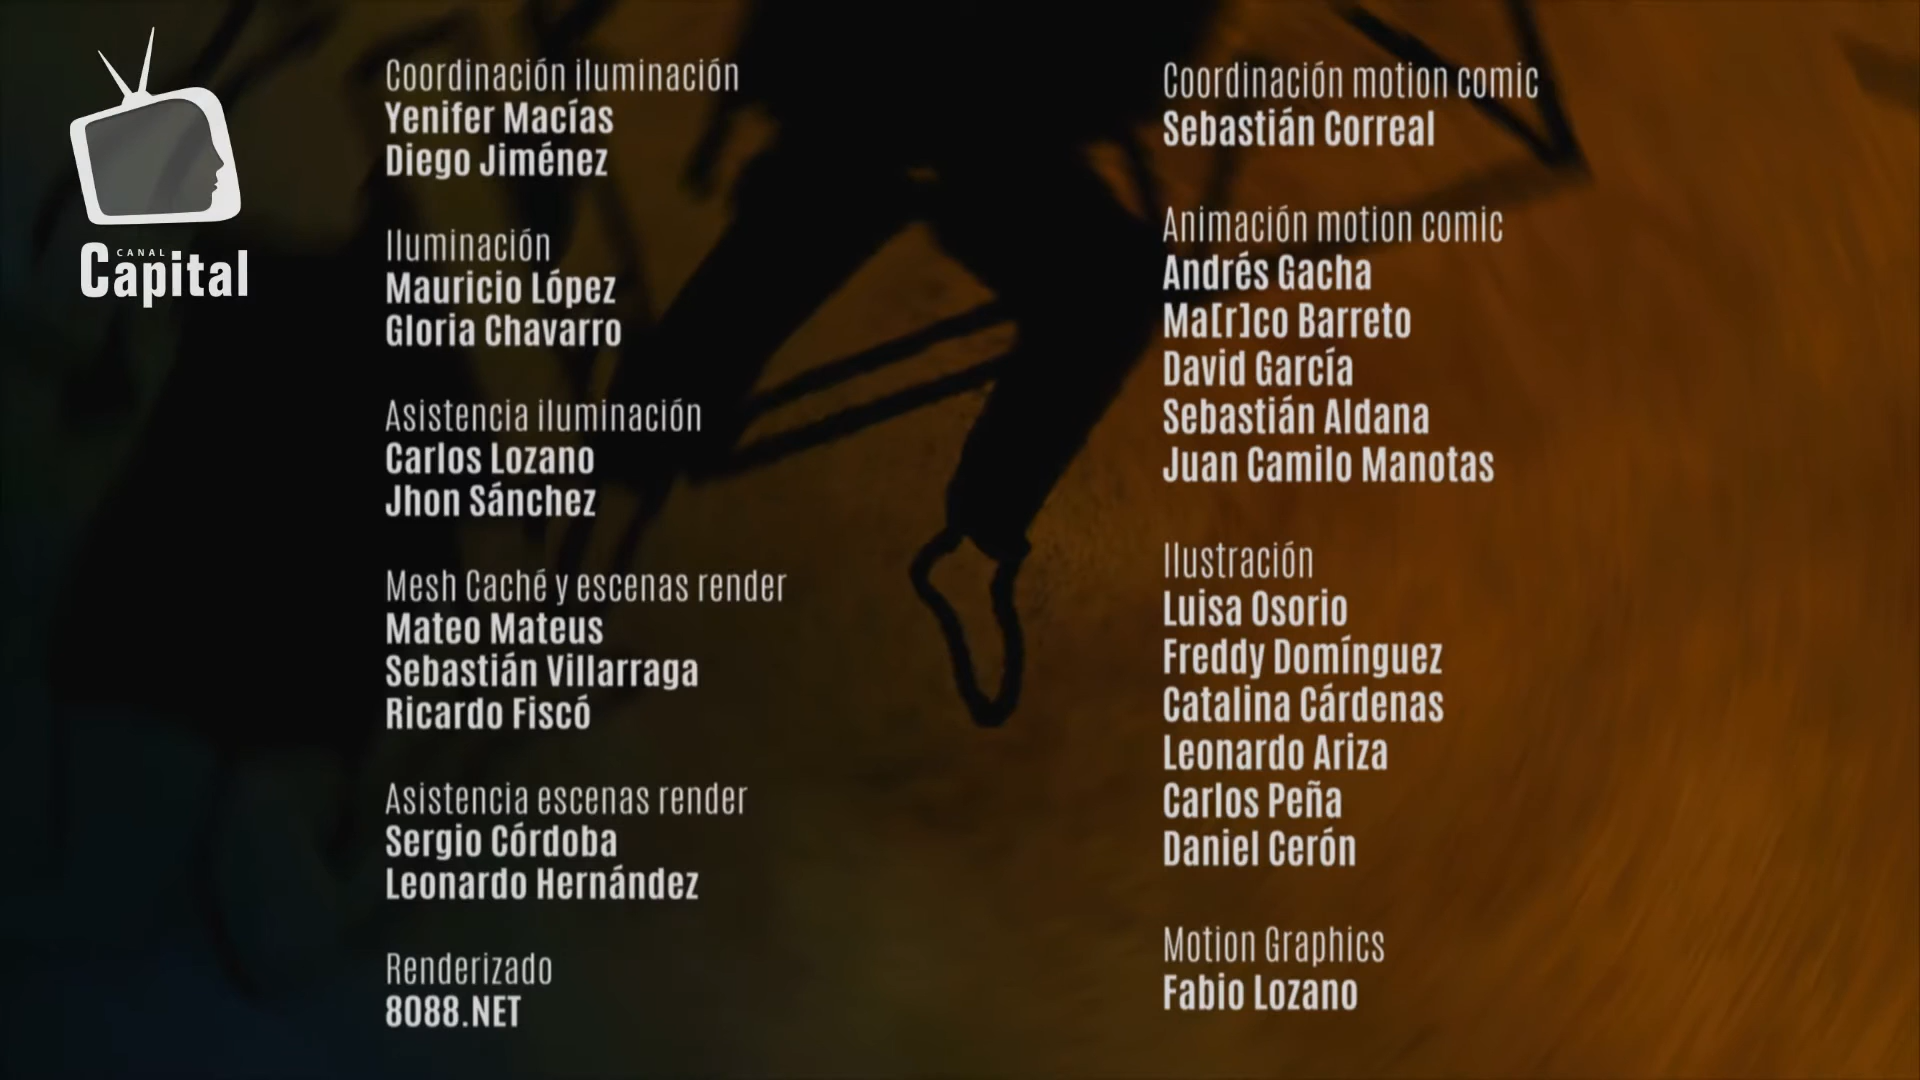 CANAL
Capital
Coordinación iluminación
Yenifer Macías
Diego Jiménez
Iluminación
Mauricio López
Gloria Chavarro
Asistencia iluminación
Carlos Lozano
Jhon Sánchez
Mesh Caché y escenas render
Mateo Mateus
Sebastián Villarraga
Ricardo Fiscó
Asistencia escenas render
Sergio Córdoba
Leonardo Hernández
Renderizado
8088.NET
Coordinación motion comic
Sebastián Correal
Animación motion comic
Andrés Gacha
Ma[r]co Barreto
David García
Sebastián Aldana
Juan Camilo Manotas
Ilustración
Luisa Osorio
Freddy Domínguez
Catalina Cárdenas
Leonardo Ariza
Carlos Peña
Daniel Cerón
Motion Graphics
Fabio Lozano